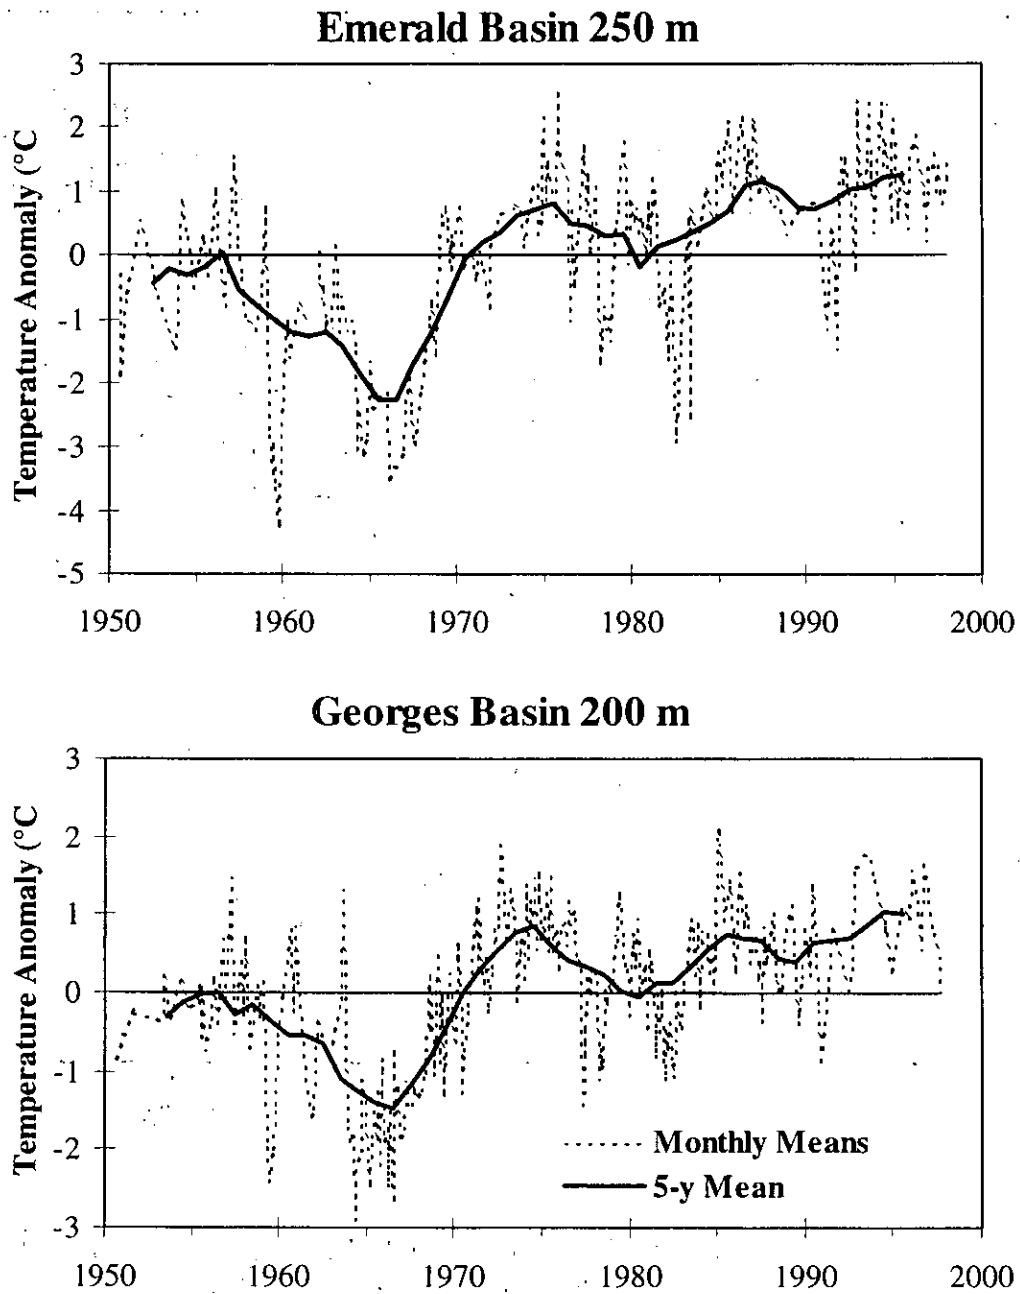 Emerald Basin 250 m
Temperature Anomaly (°C
3
2
1
0
-1
-2
-3
-4
-5
1950 1960 1970 1980 1990 2000
Georges Basin 200 m
Temperature Anomaly (°C
3
2
1
0
-1
-2
-3
Monthly Means
5-y Mean
1950 1960 1970 1980 1990 2000